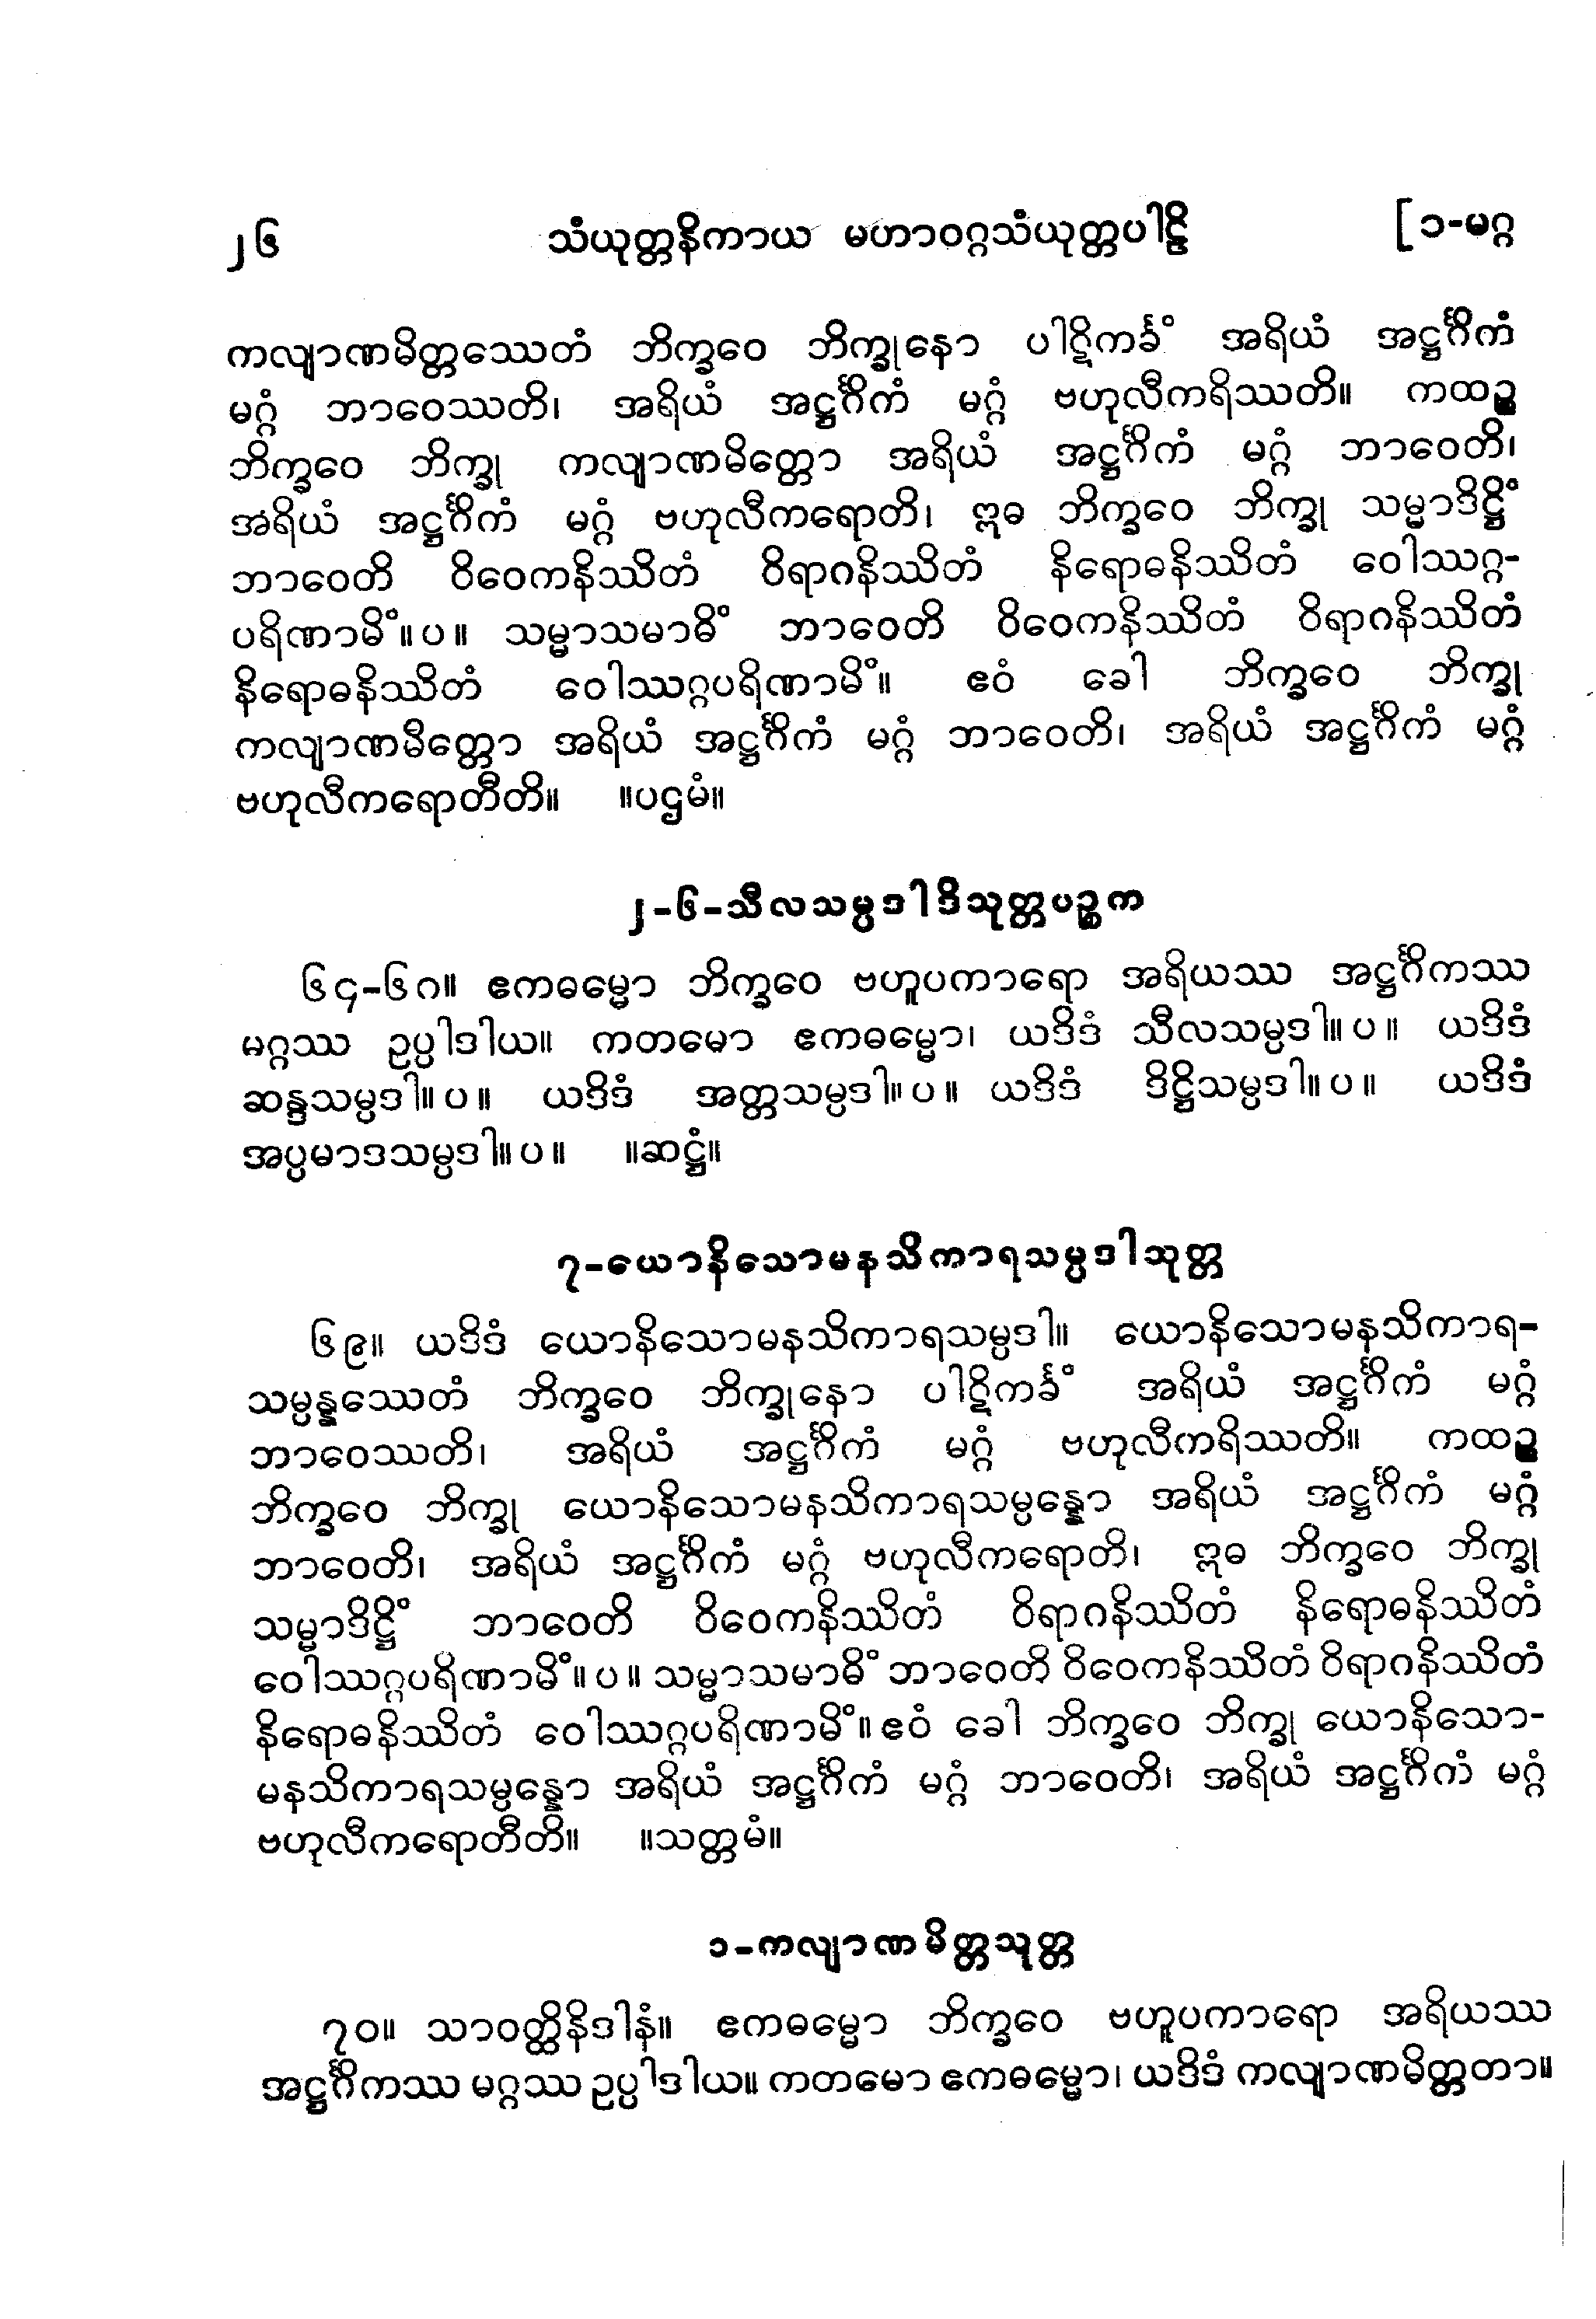 ၂၆ သံယုတ္တနိကာယ မဟာဝဂ္ဂသံယုတ္တပါဠိ [၁-မဂ္ဂ
ကလျာဏမိတ္တဿေတံ ဘိက္ခဝေ ဘိက္ခုနော ပါဋိကင်္ခံ အရိယံ အဋ္ဌင်္ဂိကံ
မဂ္ဂံ ဘာဝေဿတိ၊ အရိယံ အဋ္ဌင်္ဂိကံ မဂ္ဂံ ဗဟုလီကရိဿတိ။ ကထဉ္စ
ဘိက္ခဝေ ဘိက္ခု ကလျာဏမိတ္တော အရိယံ အဋ္ဌင်္ဂိကံ မဂ္ဂံ ဘာဝေတိ၊
အရိယံ အဋ္ဌင်္ဂိကံ မဂ္ဂံ ဗဟုလီကရောတိ၊ ဣဓ ဘိက္ခဝေ ဘိက္ခု သမ္မာဒိဋ္ဌိံ
ဘာဝေတိ ဝိဝေကနိဿိတံ ဝိရာဂနိဿိတံ နိရောဓနိဿိတံ ဝေါဿဂ္ဂ-
ပရိဏာမိံ။ပ။ သမ္မာသမာဓိံ ဘာဝေတိ ဝိဝေကနိဿိတံ ဝိရာဂနိဿိတံ
နိရောဓနိဿိတံ ဝေါဿဂ္ဂပရိဏာမိံ။ ဧဝံ ခေါ ဘိက္ခဝေ ဘိက္ခု
ကလျာဏမိတ္တော အရိယံ အဋ္ဌင်္ဂိကံ မဂ္ဂံ ဘာဝေတိ၊ အရိယံ အဋ္ဌင်္ဂိကံ မဂ္ဂံ
ဗဟုလီကရောတီတိ။ ။ပဌမံ။
၂-၆-သီလသမ္ပဒါဒိသုတ္တပဉ္စက
၆၄-၆၈။ ဧကဓမ္မော ဘိက္ခဝေ ဗဟူပကာရော အရိယဿ အဋ္ဌင်္ဂိကဿ
မဂ္ဂဿ ဥပ္ပါဒါယ။ ကတမော ဧကဓမ္မော၊ ယဒိဒံ သီလသမ္ပဒါ။ပ။ ယဒိဒံ
ဆန္ဒသမ္ပဒါ။ပ။ ယဒိဒံ အတ္တသမ္ပဒါ။ပ။ ယဒိဒံ ဒိဋ္ဌိသမ္ပဒါ။ပ။ ယဒိဒံ
အပ္ပမာဒသမ္ပဒါ။ပ။ ။ဆဋ္ဌံ။
၇-ယောနိသောမနသိကာရသမ္ပဒါသုတ္တ
၆၉။ ယဒိဒံ ယောနိသောမနသိကာရသမ္ပဒါ။ ယောနိသောမနသိကာရ-
သမ္ပန္နဿေတံ ဘိက္ခဝေ ဘိက္ခုနော ပါဋိကင်္ခံ အရိယံ အဋ္ဌင်္ဂိကံ မဂ္ဂံ
ဘာဝေဿတိ၊ အရိယံ အဋ္ဌင်္ဂိကံ မဂ္ဂံ ဗဟုလီကရိဿတိ။ ကထဉ္စ
ဘိက္ခဝေ ဘိက္ခု ယောနိသောမနသိကာရသမ္ပန္နော အရိယံ အဋ္ဌင်္ဂိကံ မဂ္ဂံ
ဘာဝေတိ၊ အရိယံ အဋ္ဌင်္ဂိကံ မဂ္ဂံ ဗဟုလီကရောတိ၊ ဣဓ ဘိက္ခဝေ ဘိက္ခု
သမ္မာဒိဋ္ဌိံ ဘာဝေတိ ဝိဝေကနိဿိတံ ဝိရာဂနိဿိတံ နိရောဓနိဿိတံ
ဝေါဿဂ္ဂပရိဏာမိံ။ပ။ သမ္မာသမာဓိံ ဘာဝေတိ ဝိဝေကနိဿိတံ ဝိရာဂနိဿိတံ
နိရောဓနိဿိတံ ဝေါဿဂ္ဂပရိဏာမိံ။ ဧဝံ ခေါ ဘိက္ခဝေ ဘိက္ခု ယောနိသော-
မနသိကာရသမ္ပန္နော အရိယံ အဋ္ဌင်္ဂိကံ မဂ္ဂံ ဘာဝေတိ၊ အရိယံ အဋ္ဌင်္ဂိကံ မဂ္ဂံ
ဗဟုလီကရောတီတိ။ ။သတ္တမံ။
၁-ကလျာဏမိတ္တသုတ္တ
၇၀။ သာဝတ္ထိနိဒါနံ။ ဧကဓမ္မော ဘိက္ခဝေ ဗဟူပကာရော အရိယဿ
အဋ္ဌင်္ဂိကဿ မဂ္ဂဿ ဥပ္ပါဒါယ။ ကတမော ဧကဓမ္မော၊ ယဒိဒံ ကလျာဏမိတ္တတာ။